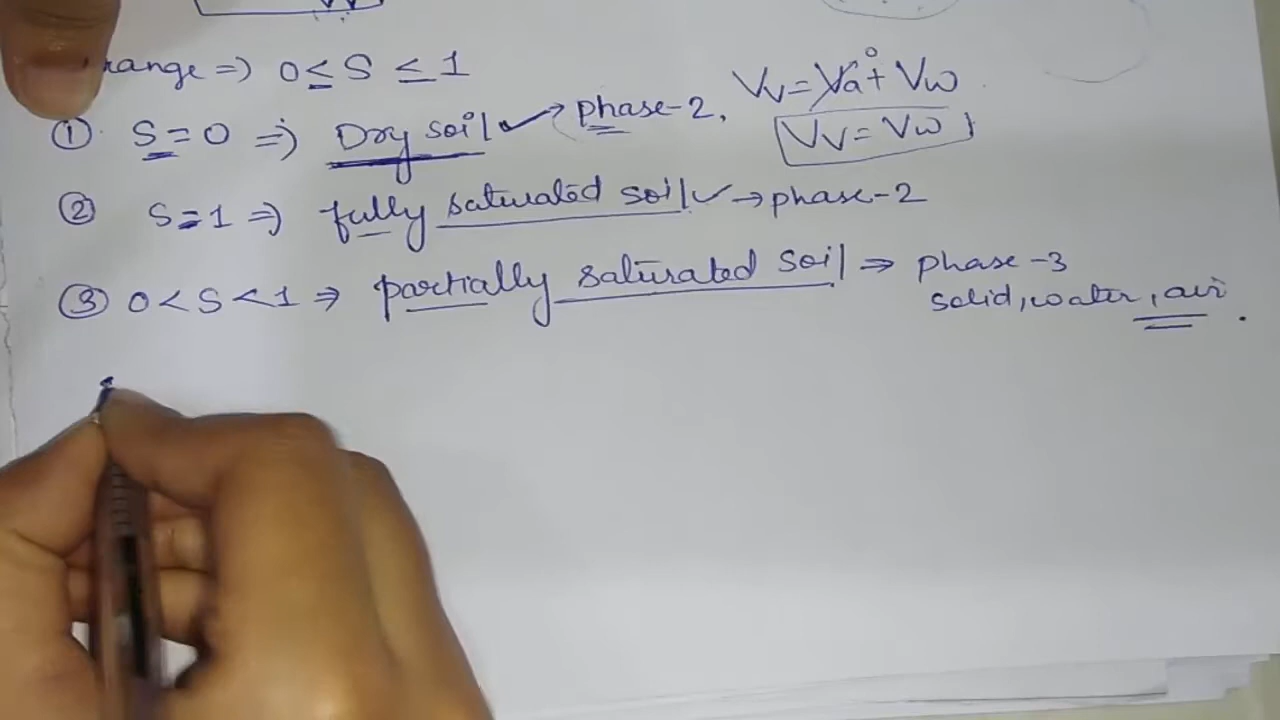 range => 0 ≤ S ≤ 1
① S = 0 => Dry soil → phase-2, Vv = Va⁰ + Vw
Vv = Vw
② S = 1 => fully saturated soil → phase-2
③ 0 < S < 1 => partially saturated soil => phase-3
solid, water, air.